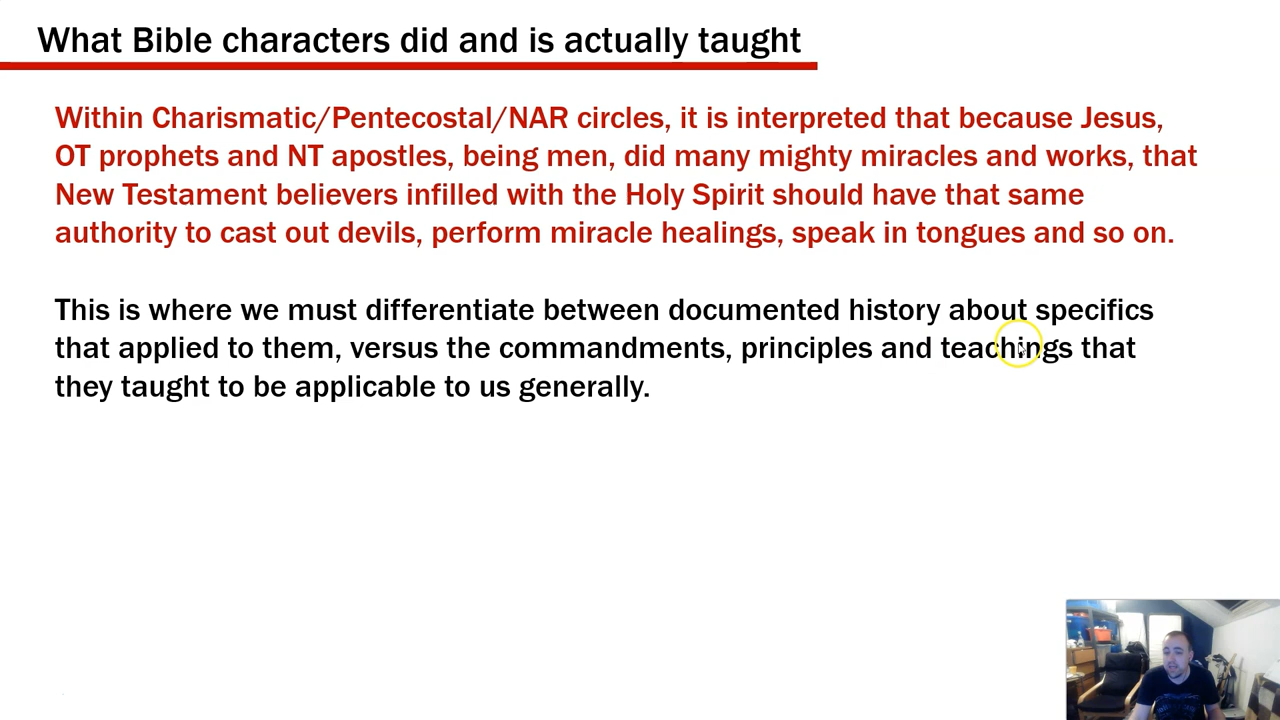 What Bible characters did and is actually taught
Within Charismatic/Pentecostal/NAR circles, it is interpreted that because Jesus,
OT prophets and NT apostles, being men, did many mighty miracles and works, that
New Testament believers infilled with the Holy Spirit should have that same
authority to cast out devils, perform miracle healings, speak in tongues and so on.
This is where we must differentiate between documented history about specifics
that applied to them, versus the commandments, principles and teachings that
they taught to be applicable to us generally.